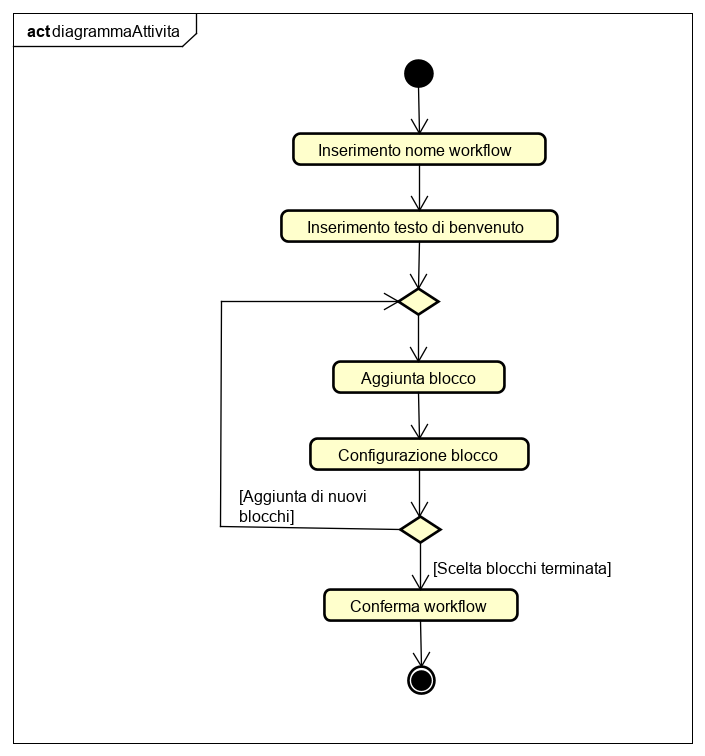 act diagrammaAttivita
Inserimento nome workflow
Inserimento testo di benvenuto
Aggiunta blocco
Configurazione blocco
[Aggiunta di nuovi
blocchi]
[Scelta blocchi terminata]
Conferma workflow